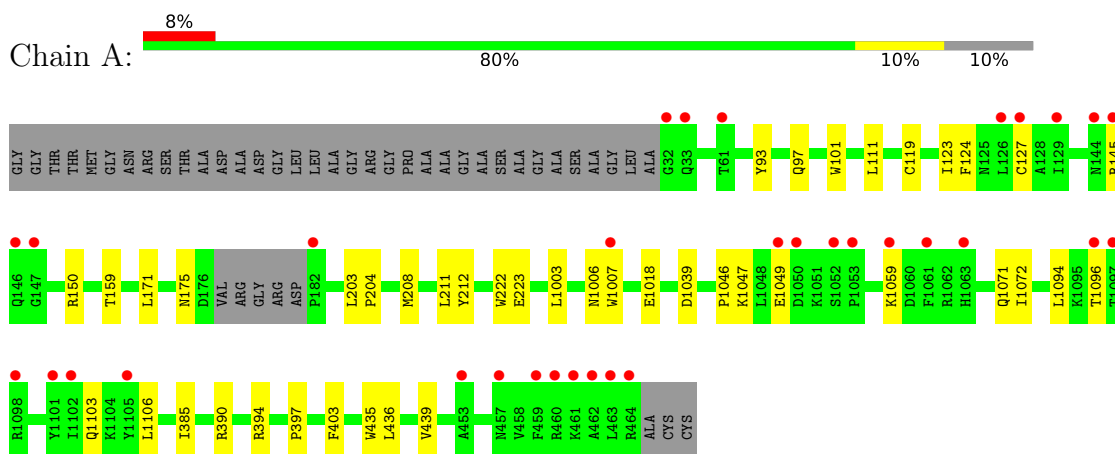 8%
Chain A:
80% 10% 10%
GLY GLY THR THR MET GLY ASN ARG SER THR ALA ASP ALA ASP GLY LEU LEU ALA GLY ARG GLY PRO ALA ALA GLY ALA SER ALA GLY ALA SER ALA GLY LEU ALA G32 Q33 T61 Y93 Q97 W101 L111 C119 I123 F124 N125 L126 C127 A128 I129 N144 R145
Q146 G147 R150 T159 L171 N175 D176 VAL ARG GLY ARG ASP P182 L203 P204 M208 L211 Y212 W222 E223 L1003 N1006 W1007 E1018 D1039 P1046 K1047 L1048 E1049 D1050 K1051 S1052 P1053 K1059 D1060 F1061 R1062 H1063 Q1071 I1072 L1094 K1095 T1096 T1097
R1098 Y1101 I1102 Q1103 K1104 Y1105 L1106 I385 R390 R394 P397 F403 W435 L436 V439 A453 N457 V458 F459 R460 K461 A462 L463 R464 ALA CYS CYS